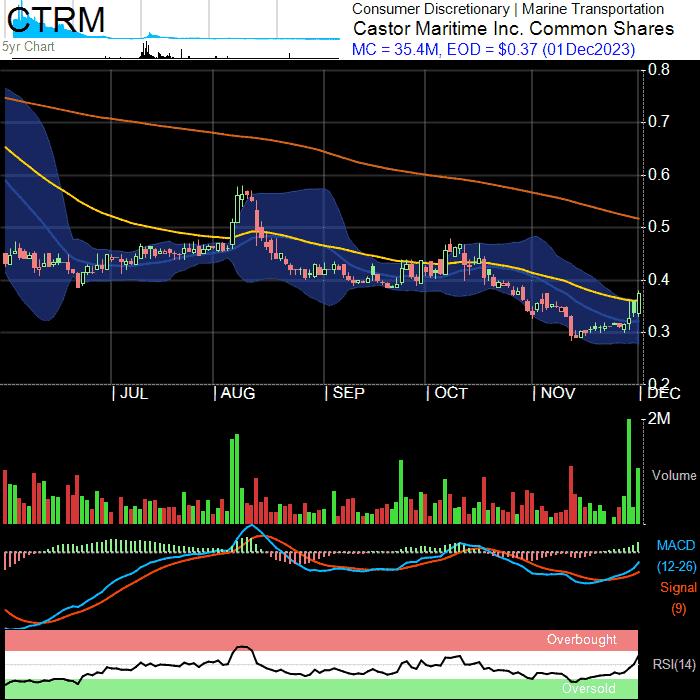 CTRM
5yr Chart
Consumer Discretionary | Marine Transportation
Castor Maritime Inc. Common Shares
MC = 35.4M, EOD = $0.37 (01Dec2023)
0.8
0.7
0.6
0.5
0.4
0.3
0.2
| JUL | AUG | SEP | OCT | NOV | DEC
2M
Volume
MACD
(12-26)
Signal
(9)
Overbought
RSI(14)
Oversold